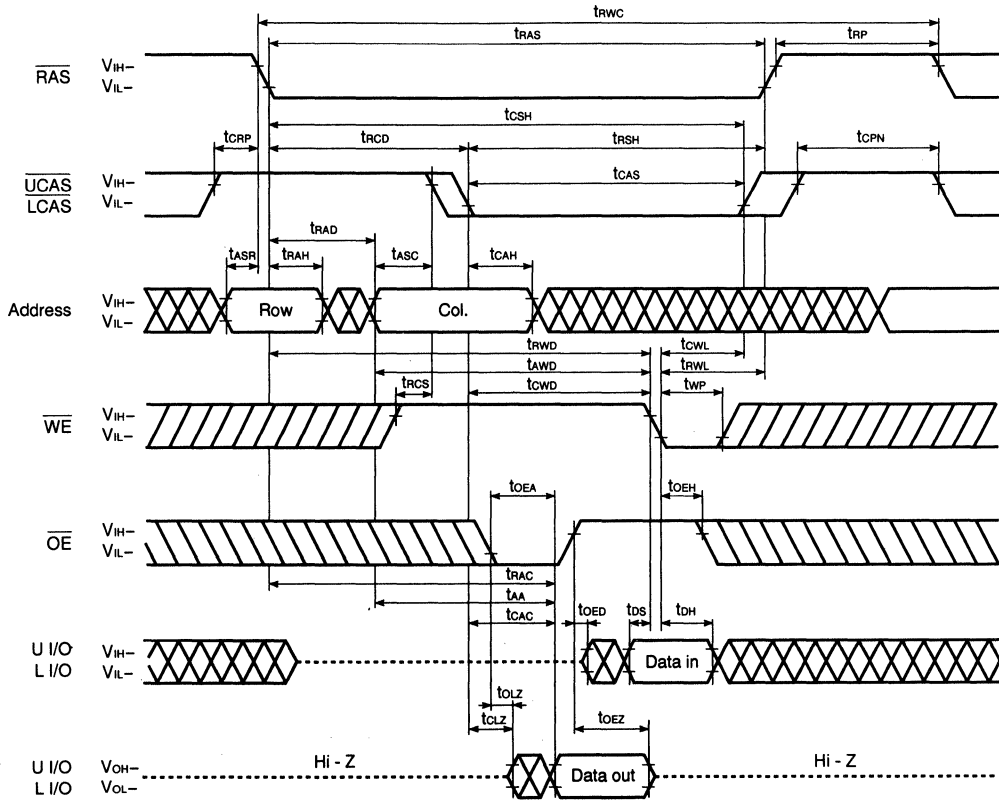 tRWC
tRAS
tRP
RAS
VIH–
VIL–
tCSH
tCRP
tRCD
tRSH
tCPN
UCAS
LCAS
VIH–
VIL–
tCAS
tRAD
tASR
tRAH
tASC
tCAH
Address
VIH–
VIL–
Row
Col.
tRWD
tCWL
tAWD
tRWL
tRCS
tCWD
tWP
WE
VIH–
VIL–
tOEA
tOEH
OE
VIH–
VIL–
tRAC
tAA
tCAC
tOED
tDS
tDH
U I/O
L I/O
VIH–
VIL–
Data in
tOLZ
tCLZ
tOEZ
U I/O
L I/O
VOH–
VOL–
Hi - Z
Data out
Hi - Z